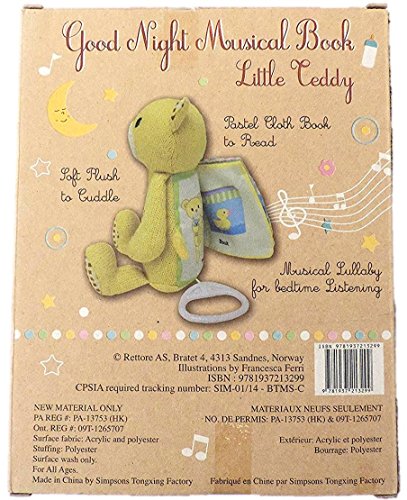 Good Night Musical Book
Little Teddy
Pastel Cloth Book
to Read
Soft Plush
to Cuddle
Duck
Musical Lullaby
for bedtime Listening
ISBN 9781937213299
9 781937 213299
© Rettore AS, Bratet 4, 4313 Sandnes, Norway
Illustrations by Francesca Ferri
ISBN : 9781937213299
CPSIA required tracking number: SIM-01/14 - BTMS-C
NEW MATERIAL ONLY
PA REG #: PA-13753 (HK)
Ont. REG #: 09T-1265707
Surface fabric: Acrylic and polyester
Stuffing: Polyester
Surface wash only.
For All Ages.
Made in China by Simpsons Tongxing Factory
MATERIAUX NEUFS SEULEMENT
NO. DE PERMIS: PA-13753 (HK) & 09T-1265707
Extérieur: Acrylic et polyester
Bourrage: Polyester
Fabriqué en Chine par Simpsons Tongxing Factory